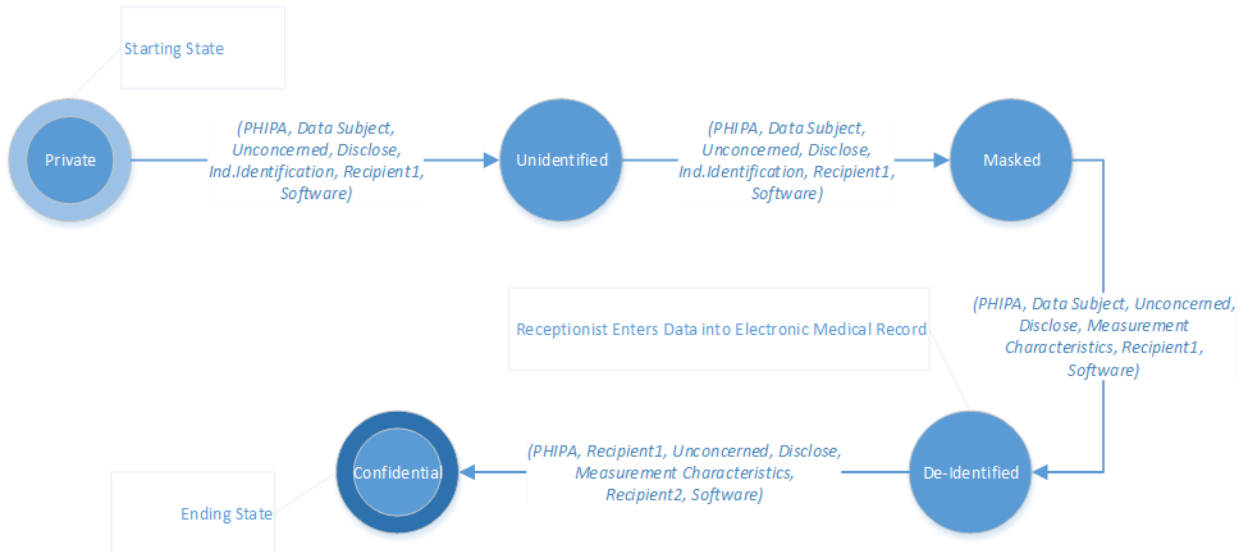 Starting State
Private
(PHIPA, Data Subject,
Unconcerned, Disclose,
Ind.Identification, Recipient1,
Software)
Unidentified
(PHIPA, Data Subject,
Unconcerned, Disclose,
Ind.Identification, Recipient1,
Software)
Masked
(PHIPA, Data Subject, Unconcerned,
Disclose, Measurement
Characteristics, Recipient1,
Software)
Receptionist Enters Data into Electronic Medical Record
De-Identified
(PHIPA, Recipient1, Unconcerned, Disclose,
Measurement Characteristics,
Recipient2, Software)
Confidential
Ending State